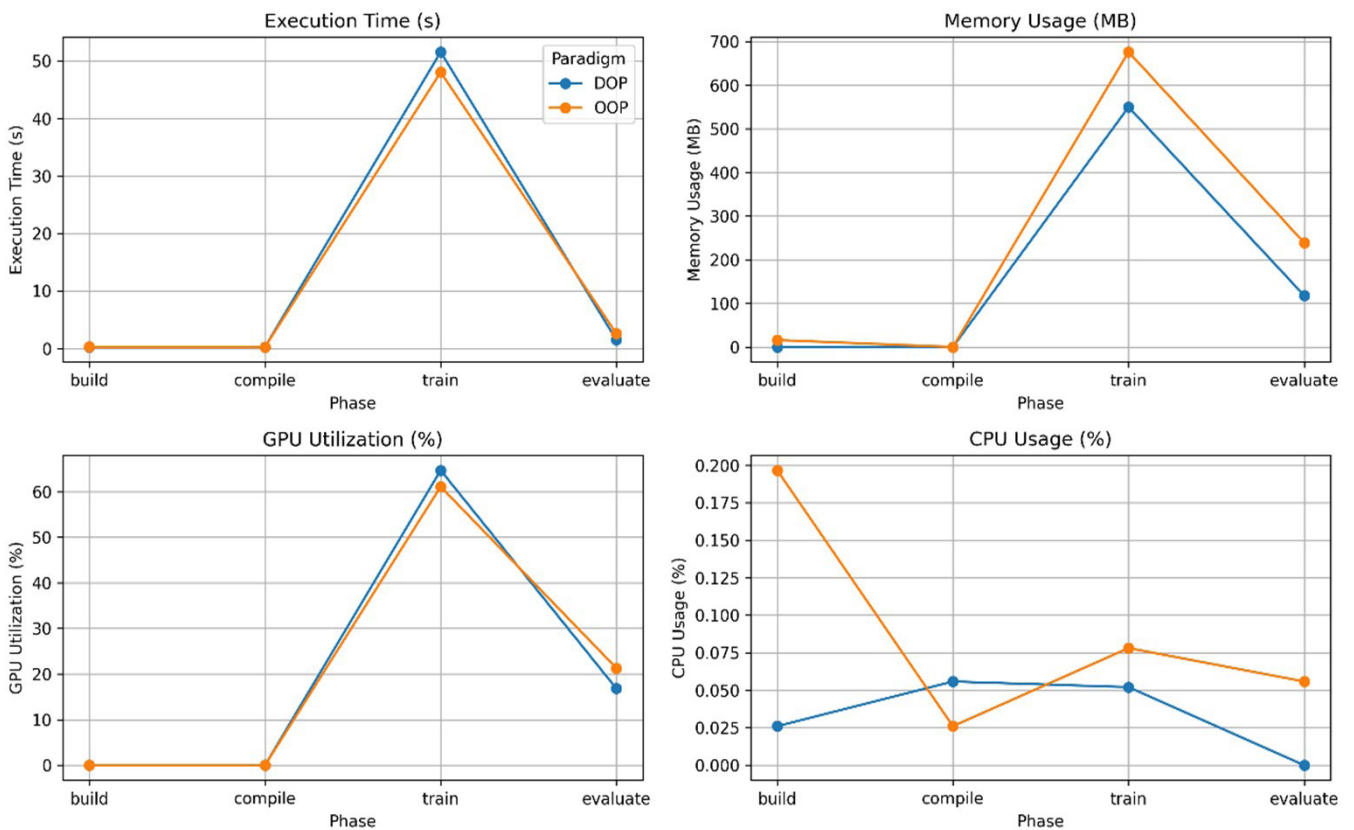 Execution Time (s)
Execution Time (s)
50
40
30
20
10
0
Paradigm
DOP
OOP
build
compile
train
evaluate
Phase
Memory Usage (MB)
Memory Usage (MB)
700
600
500
400
300
200
100
0
build
compile
train
evaluate
Phase
GPU Utilization (%)
GPU Utilization (%)
60
50
40
30
20
10
0
build
compile
train
evaluate
Phase
CPU Usage (%)
CPU Usage (%)
0.200
0.175
0.150
0.125
0.100
0.075
0.050
0.025
0.000
build
compile
train
evaluate
Phase